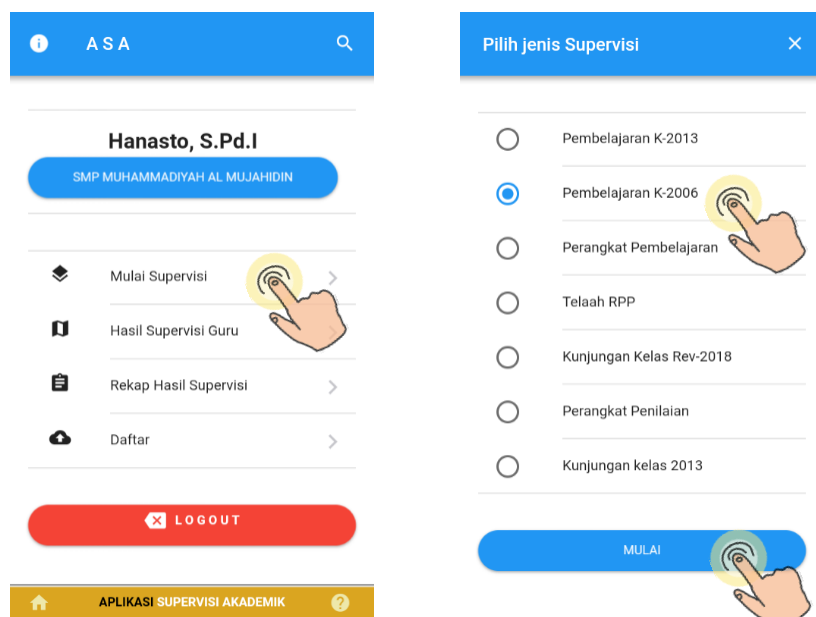 A S A
Hanasto, S.Pd.I
SMP MUHAMMADIYAH AL MUJAHIDIN
Mulai Supervisi
Hasil Supervisi Guru
Rekap Hasil Supervisi
Daftar
LOGOUT
APLIKASI SUPERVISI AKADEMIK
Pilih jenis Supervisi
Pembelajaran K-2013
Pembelajaran K-2006
Perangkat Pembelajaran
Telaah RPP
Kunjungan Kelas Rev-2018
Perangkat Penilaian
Kunjungan kelas 2013
MULAI